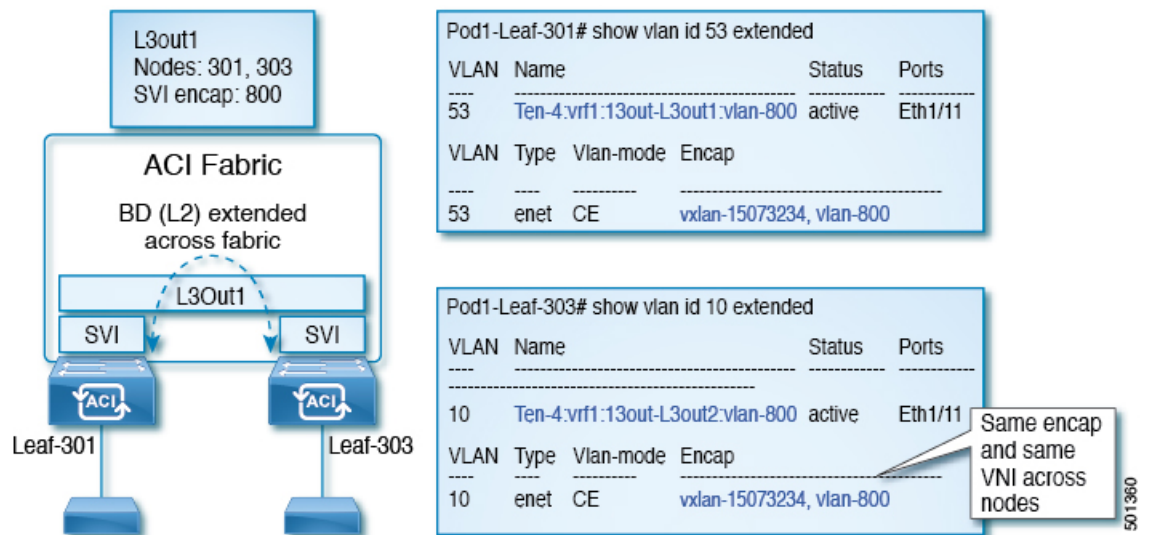 L3out1
Nodes: 301, 303
SVI encap: 800
ACI Fabric
BD (L2) extended
across fabric
L3Out1
SVI
SVI
ACI
ACI
Leaf-301
Leaf-303
Pod1-Leaf-301# show vlan id 53 extended
VLAN Name Status Ports
---- -------------------------------- --------- -------
53 Ten-4:vrf1:13out-L3out1:vlan-800 active Eth1/11
VLAN Type Vlan-mode Encap
---- ---- ---------- -------------------------------
53 enet CE vxlan-15073234, vlan-800
Pod1-Leaf-303# show vlan id 10 extended
VLAN Name Status Ports
---- -------------------------------- --------- -------
-------------------------------------
10 Ten-4:vrf1:13out-L3out2:vlan-800 active Eth1/11
VLAN Type Vlan-mode Encap
---- ---- ---------- -------------------------------
10 enet CE vxlan-15073234, vlan-800
Same encap
and same
VNI across
nodes
501360